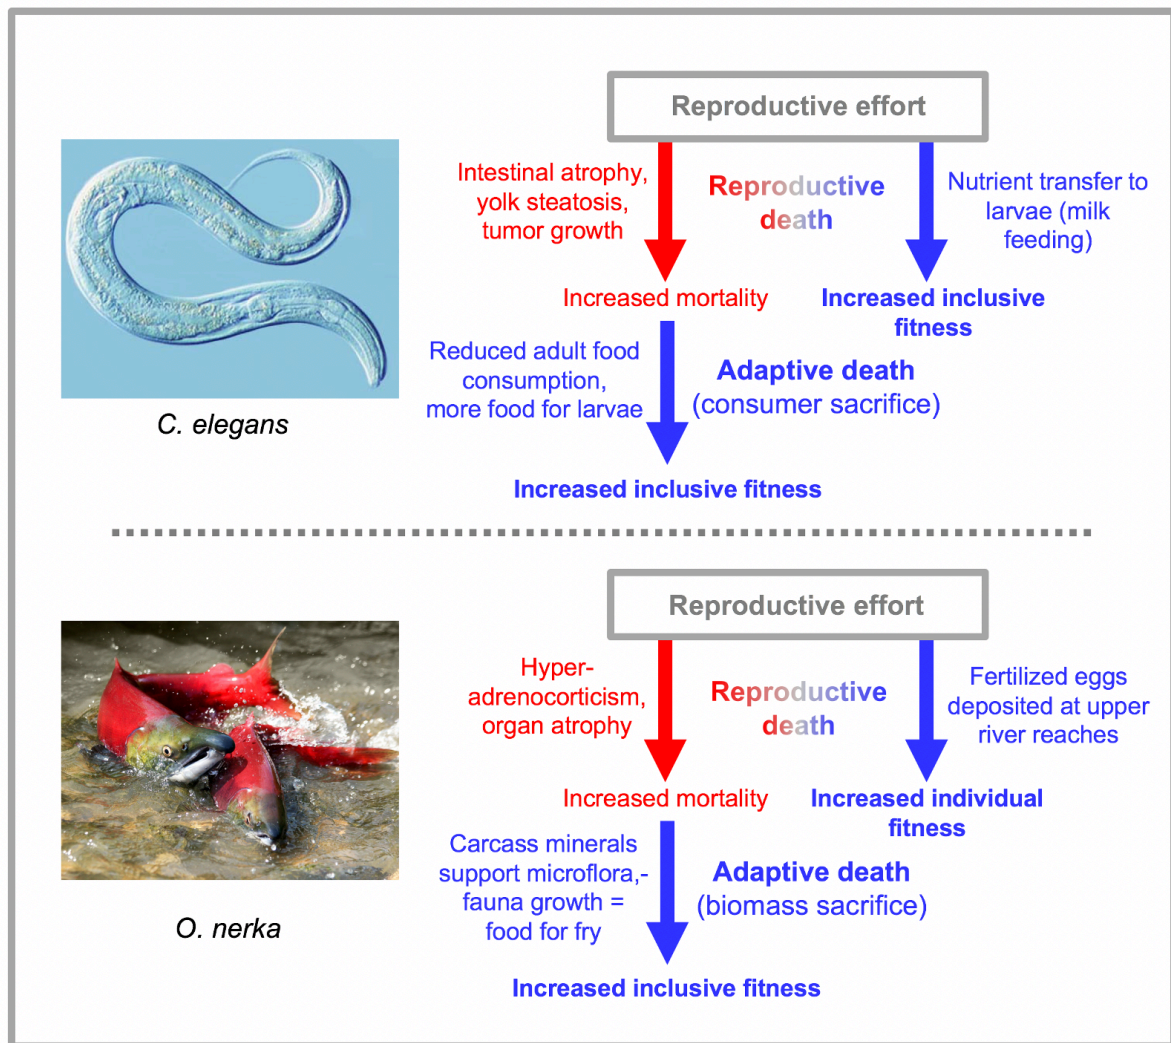 Reproductive effort
Intestinal atrophy,
yolk steatosis,
tumor growth
Reproductive
death
Nutrient transfer to
larvae (milk
feeding)
Increased mortality
Increased inclusive
fitness
Reduced adult food
consumption,
more food for larvae
Adaptive death
(consumer sacrifice)
C. elegans
Increased inclusive fitness
Reproductive effort
Hyper-
adrenocorticism,
organ atrophy
Reproductive
death
Fertilized eggs
deposited at upper
river reaches
Increased mortality
Increased individual
fitness
Carcass minerals
support microflora,-
fauna growth =
food for fry
Adaptive death
(biomass sacrifice)
O. nerka
Increased inclusive fitness